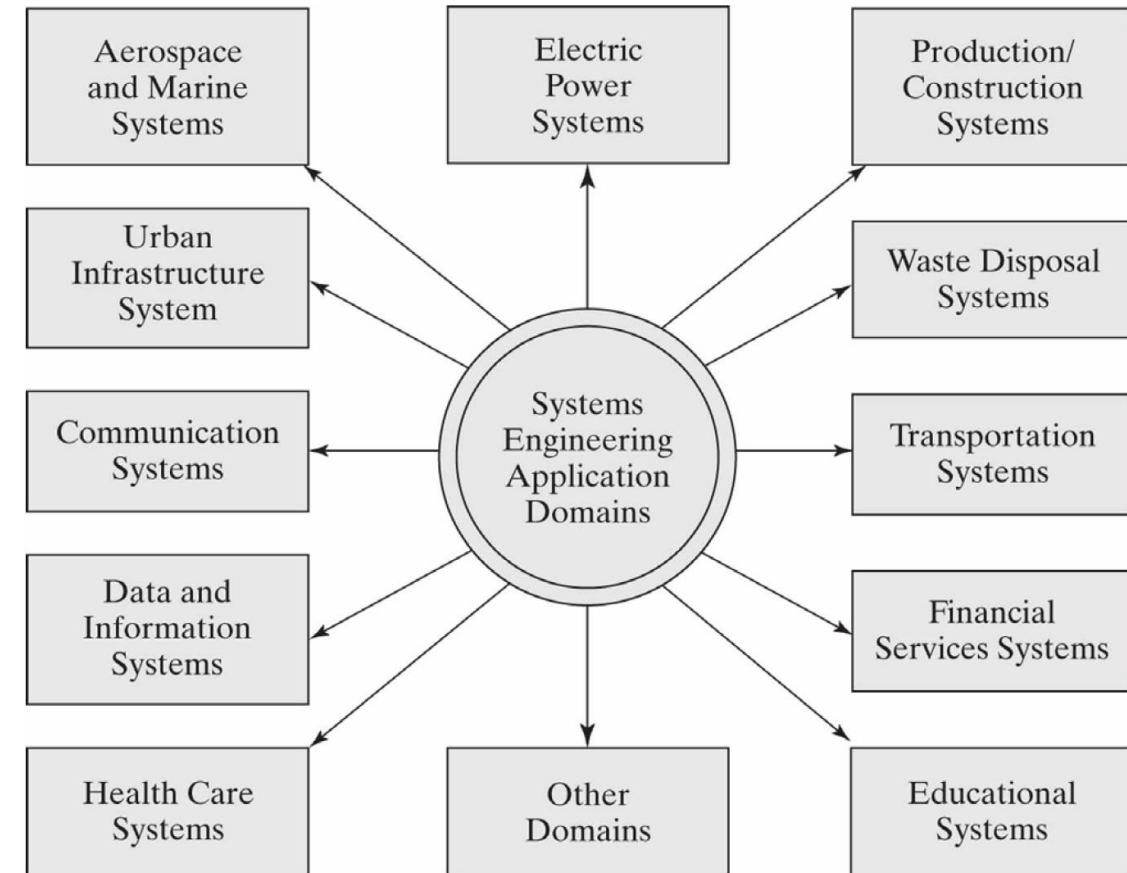 Aerospace
and Marine
Systems
Electric
Power
Systems
Production/
Construction
Systems
Urban
Infrastructure
System
Waste Disposal
Systems
Communication
Systems
Systems
Engineering
Application
Domains
Transportation
Systems
Data and
Information
Systems
Financial
Services Systems
Health Care
Systems
Other
Domains
Educational
Systems